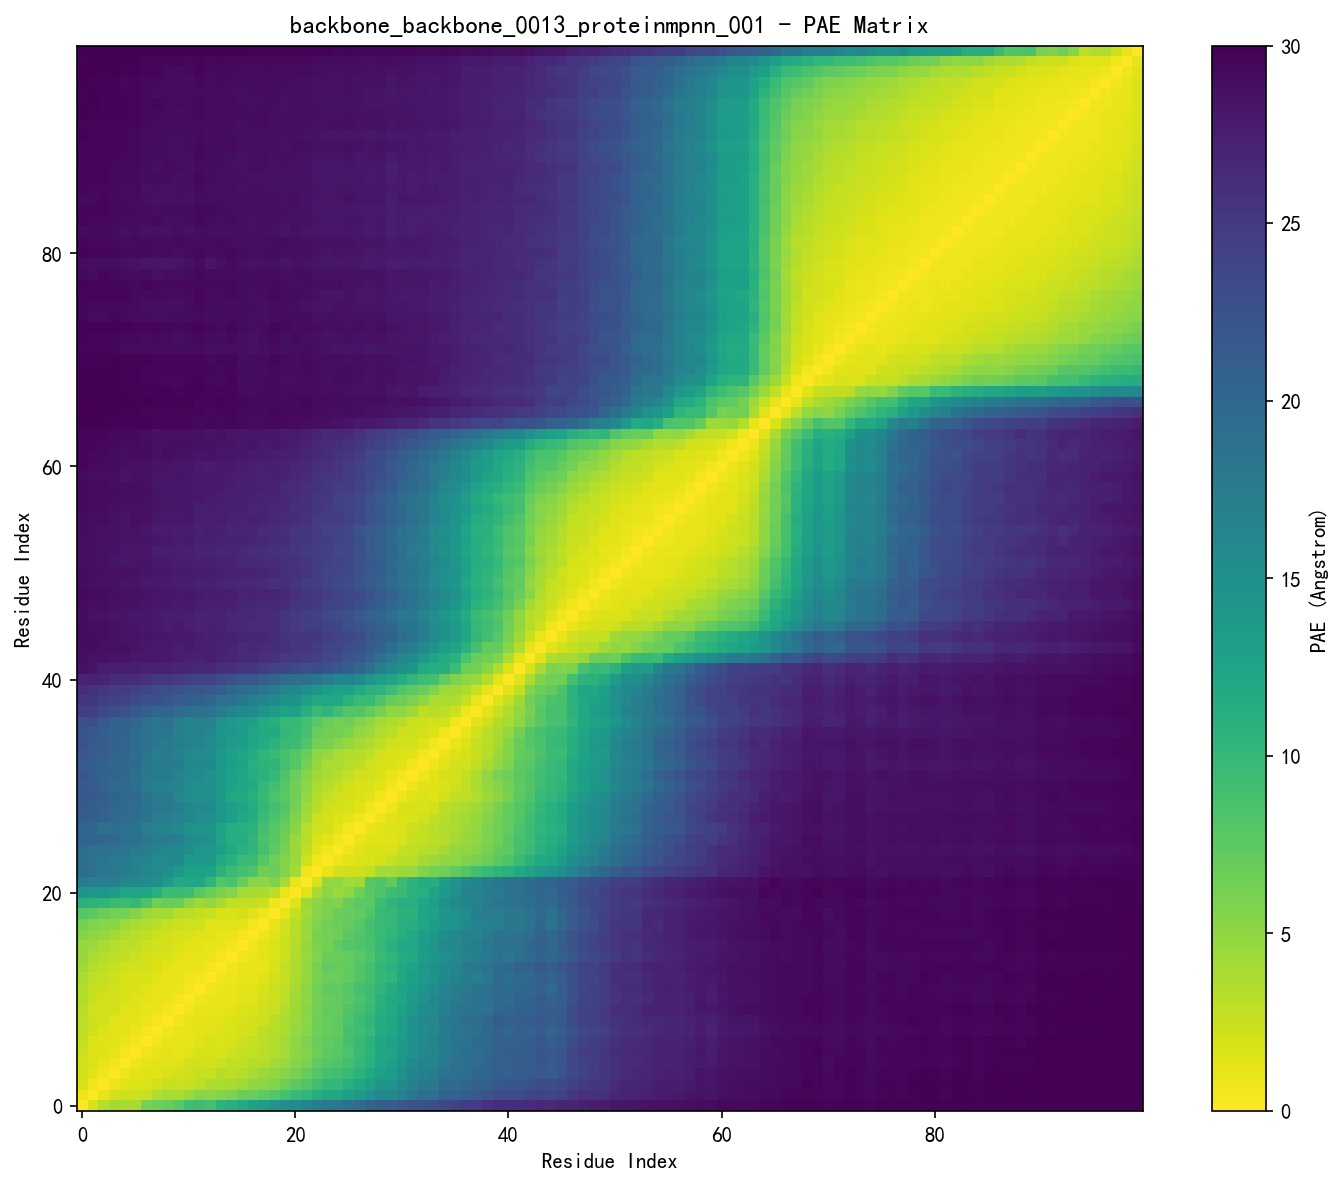 backbone_backbone_0013_proteinmpnn_001 - PAE Matrix
Residue Index
80
60
40
20
0
0 20 40 60 80
Residue Index
30
25
20
15
10
5
0
PAE (Angstrom)